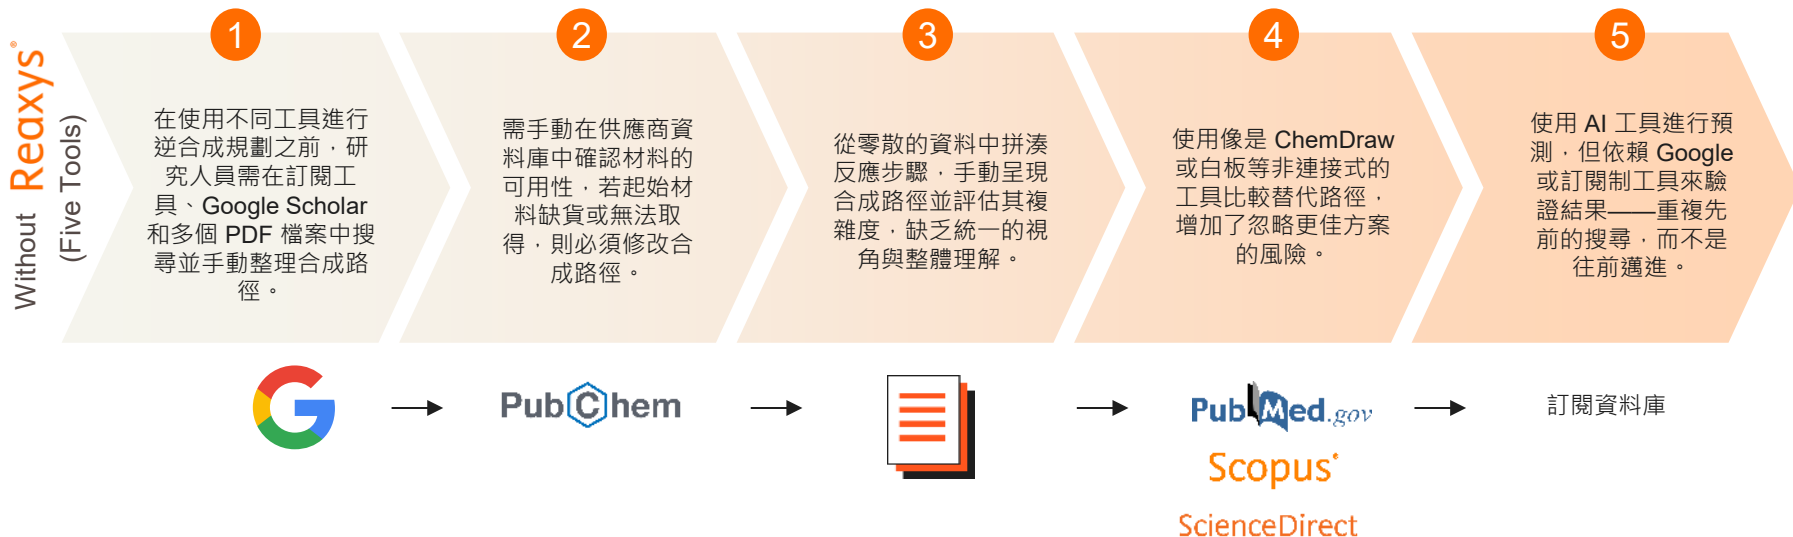 Without Reaxys®
(Five Tools)
1
在使用不同工具進行
逆合成規劃之前，研
究人員需在訂閱工
具、Google Scholar
和多個 PDF 檔案中搜
尋並手動整理合成路
徑。
2
需手動在供應商資
料庫中確認材料的
可用性，若起始材
料缺貨或無法取
得，則必須修改合
成路徑。
3
從零散的資料中拼湊
反應步驟，手動呈現
合成路徑並評估其複
雜度，缺乏統一的視
角與整體理解。
4
使用像是 ChemDraw
或白板等非連接式的
工具比較替代路徑，
增加了忽略更佳方案
的風險。
5
使用 AI 工具進行預
測，但依賴 Google
或訂閱制工具來驗
證結果——重複先
前的搜尋，而不是
往前邁進。
G
PubChem
PubMed.gov
Scopus®
ScienceDirect
訂閱資料庫